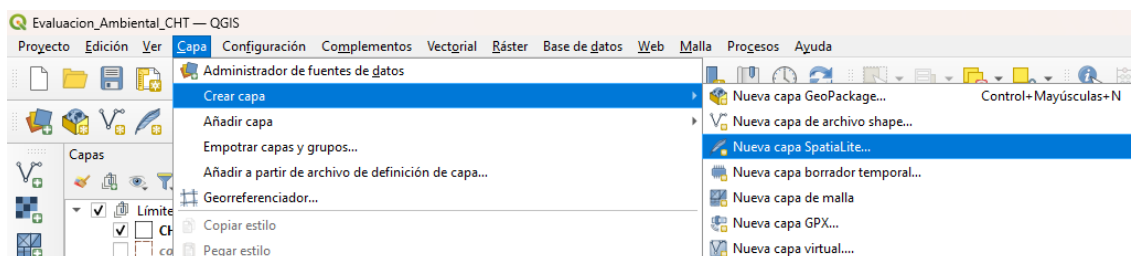 Evaluacion_Ambiental_CHT — QGIS
Proyecto Edición Ver Capa Configuración Complementos Vectorial Ráster Base de datos Web Malla Procesos Ayuda
Administrador de fuentes de datos
Crear capa
Nueva capa GeoPackage... Control+Mayúsculas+N
Añadir capa
Nueva capa de archivo shape...
Capas
Empotrar capas y grupos...
Nueva capa SpatiaLite...
Añadir a partir de archivo de definición de capa...
Nueva capa borrador temporal...
Georreferenciador...
Nueva capa de malla
Límite
CH
Copiar estilo
Nueva capa GPX...
co
Pegar estilo
Nueva capa virtual....